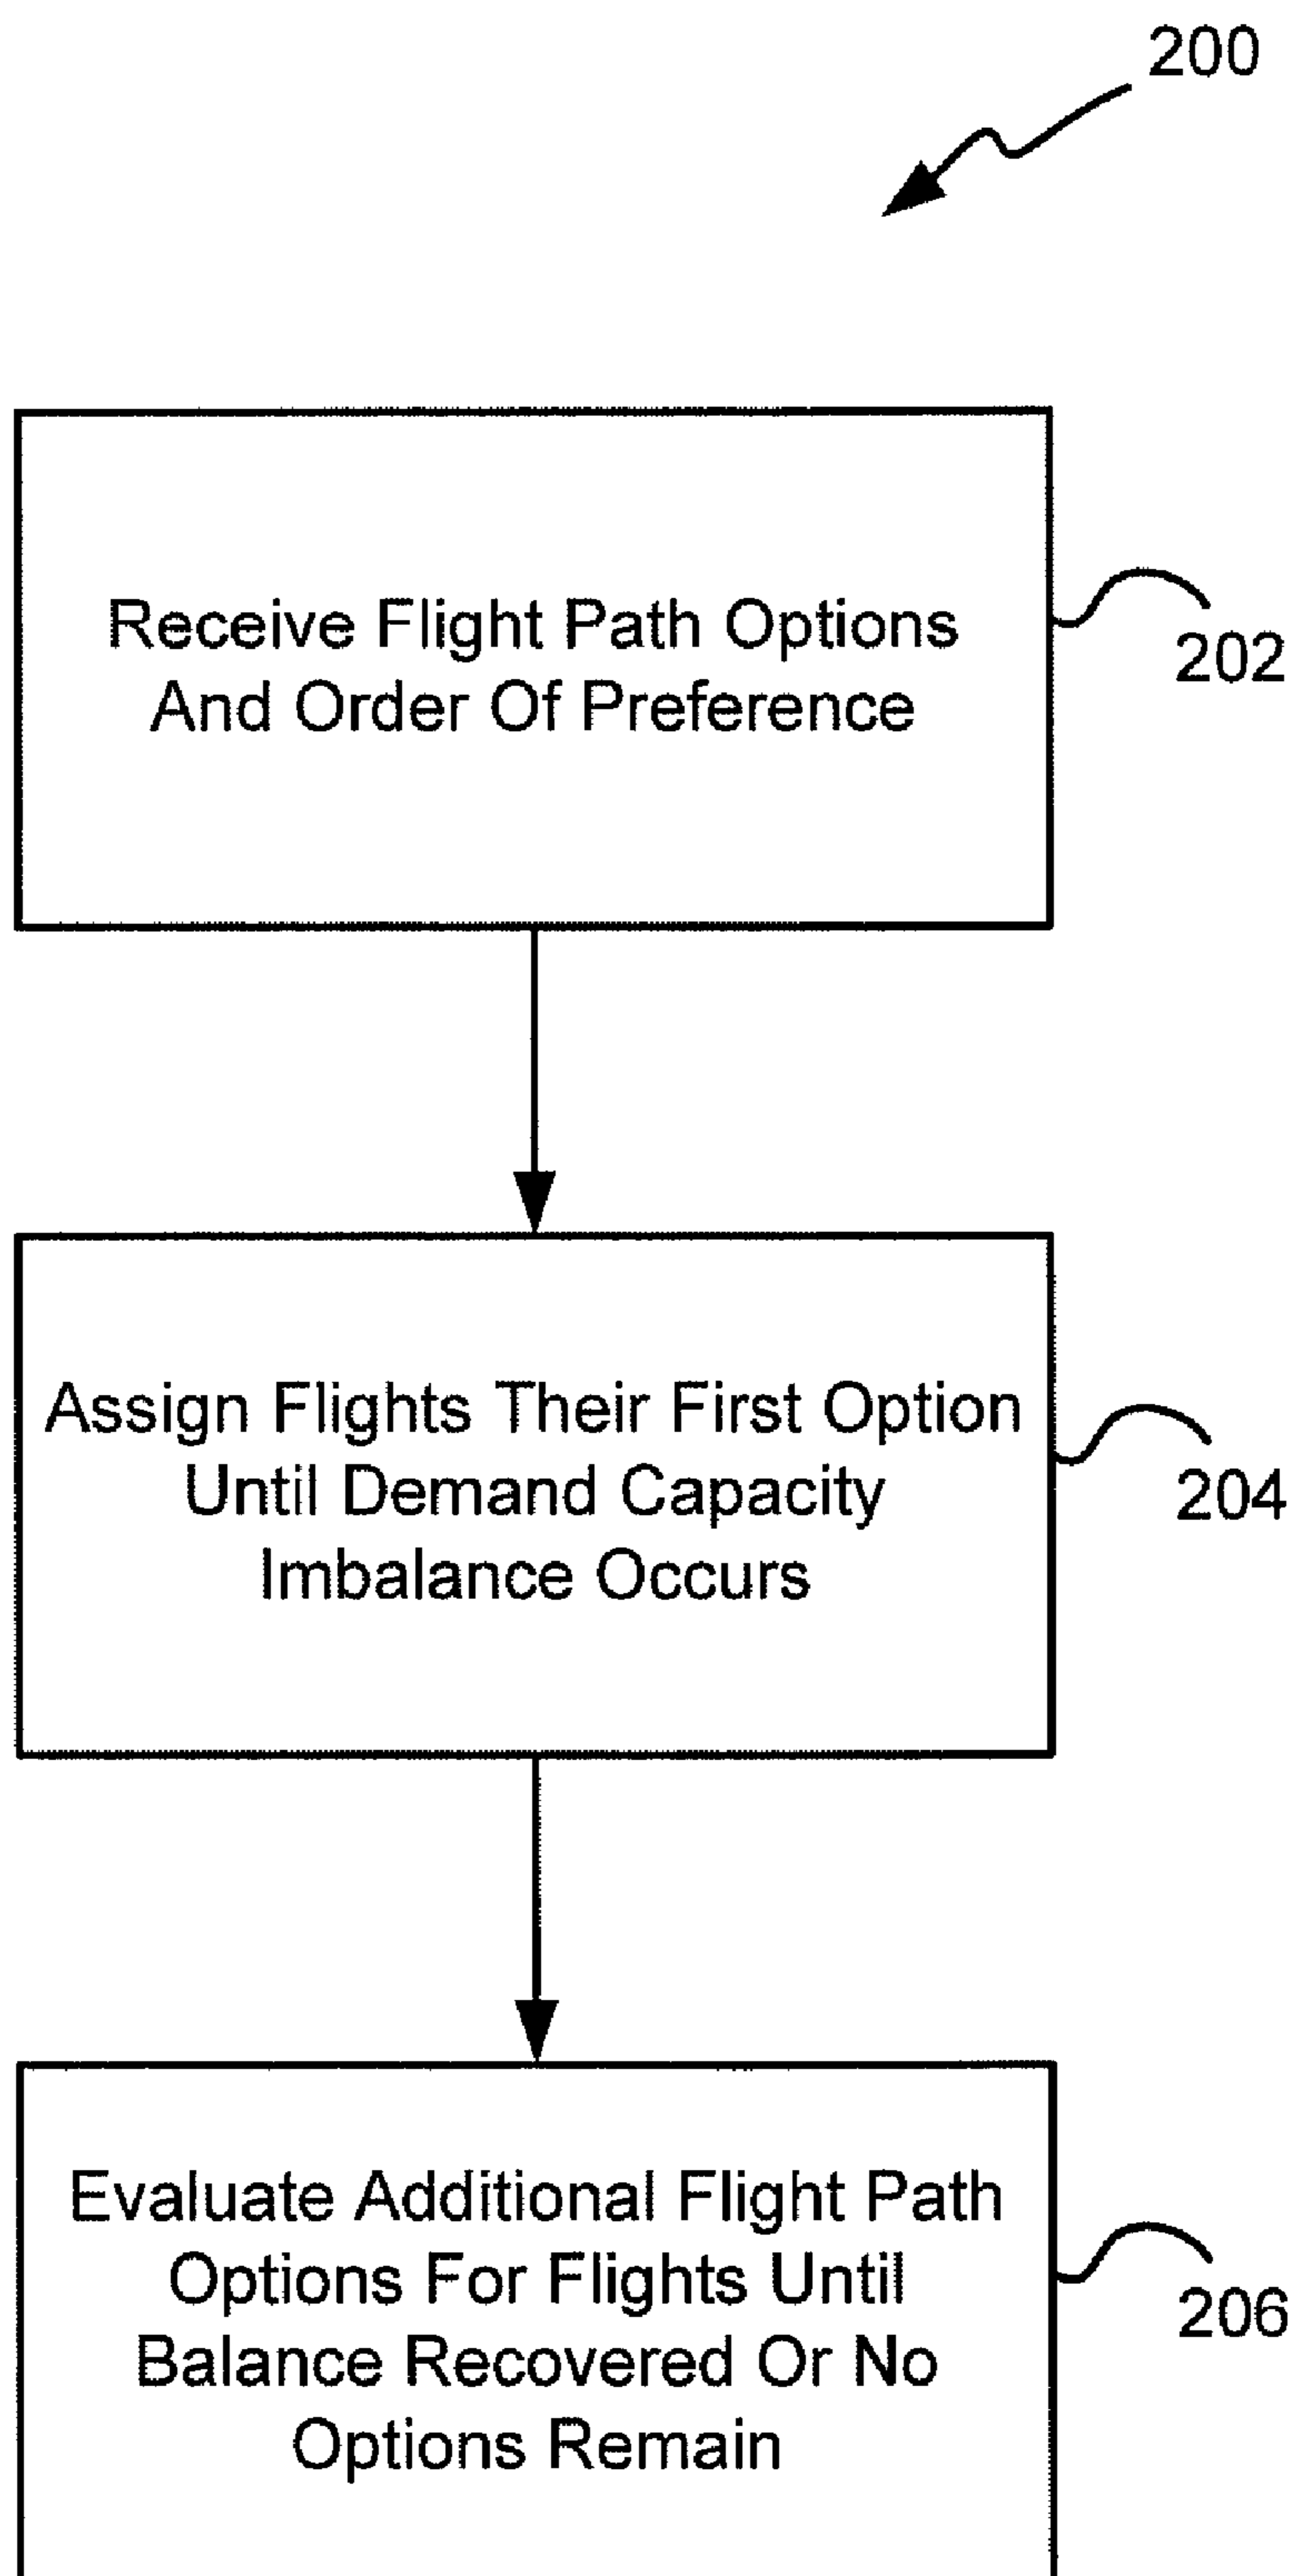 200
Receive Flight Path Options
And Order Of Preference
202
Assign Flights Their First Option
Until Demand Capacity
Imbalance Occurs
204
Evaluate Additional Flight Path
Options For Flights Until
Balance Recovered Or No
Options Remain
206